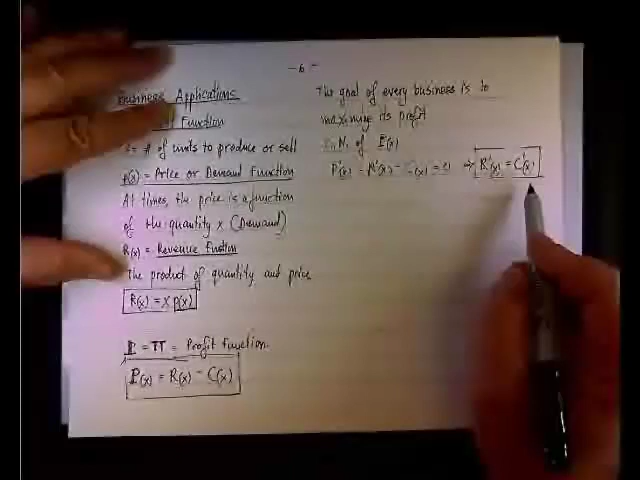 - 6 -
Business Applications
Function
= # of units to produce or sell
p(x) = Price or Demand Function
At times, the price is a function
of the quantity x (Demand)
R(x) = Revenue
The product of quantity and price
R(x) = x p(x)
P = π = Profit Function.
P(x) = R(x) - C(x)
The goal of every business is to
its profit
of P(x)
P'(x) = R'(x) - C'(x) = 0 ⇒ R'(x) = C'(x)